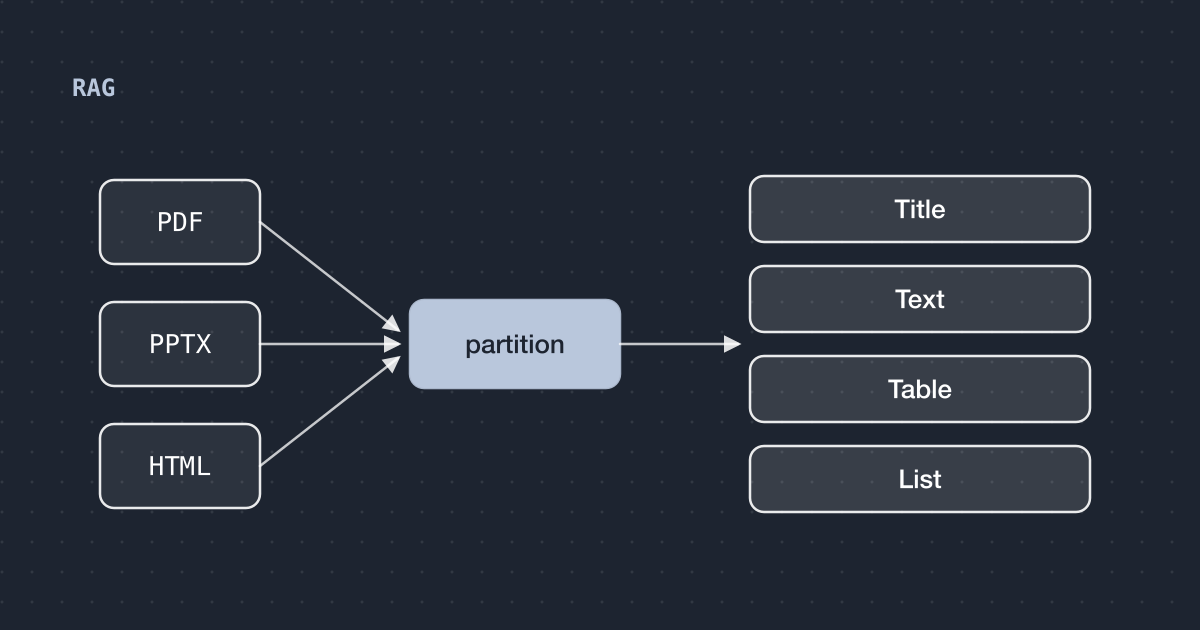 RAG
PDF
PPTX
HTML
partition
Title
Text
Table
List